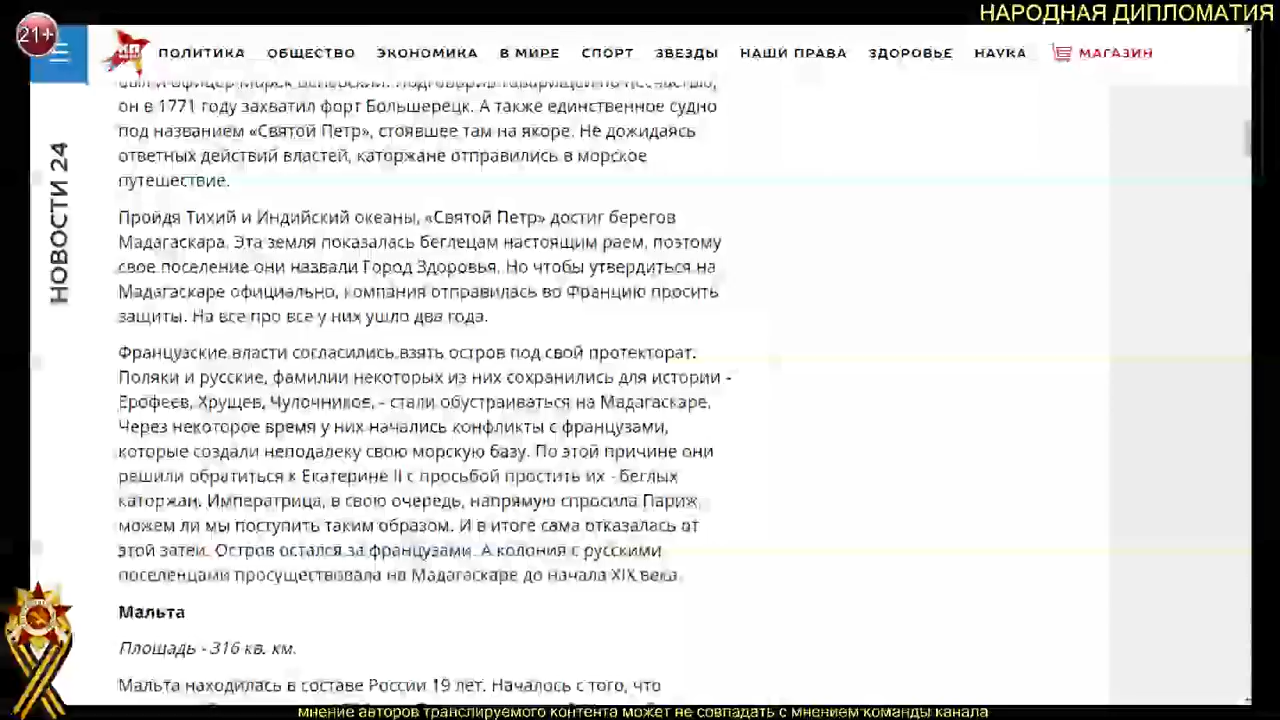 НАРОДНАЯ ДИПЛОМАТИЯ
21+
КП
ПОЛИТИКА ОБЩЕСТВО ЭКОНОМИКА В МИРЕ СПОРТ ЗВЕЗДЫ НАШИ ПРАВА ЗДОРОВЬЕ НАУКА МАГАЗИН
НОВОСТИ 24
он в 1771 году захватил форт Большерецк. А также единственное судно
под названием «Святой Петр», стоявшее там на якоре. Не дожидаясь
ответных действий властей, каторжане отправились в морское
путешествие.
Пройдя Тихий и Индийский океаны, «Святой Петр» достиг берегов
Мадагаскара. Эта земля показалась беглецам настоящим раем, поэтому
свое поселение они назвали Город Здоровья. Но чтобы утвердиться на
Мадагаскаре официально, компания отправилась во Францию просить
защиты. На все про все у них ушло два года.
Французские власти согласились взять остров под свой протекторат.
Поляки и русские, фамилии некоторых из них сохранились для истории -
Ерофеев, Хрущев, Чулочников, - стали обустраиваться на Мадагаскаре.
Через некоторое время у них начались конфликты с французами,
которые создали неподалеку свою морскую базу. По этой причине они
решили обратиться к Екатерине II с просьбой простить их - беглых
каторжан. Императрица, в свою очередь, напрямую спросила Париж,
можем ли мы поступить таким образом. И в итоге сама отказалась от
этой затеи. Остров остался за французами. А колония с русскими
поселенцами просуществовала на Мадагаскаре до начала XIX века.
Мальта
Площадь - 316 кв. км.
Мальта находилась в составе России 19 лет. Началось с того, что
мнение авторов транслируемого контента может не совпадать с мнением команды канала